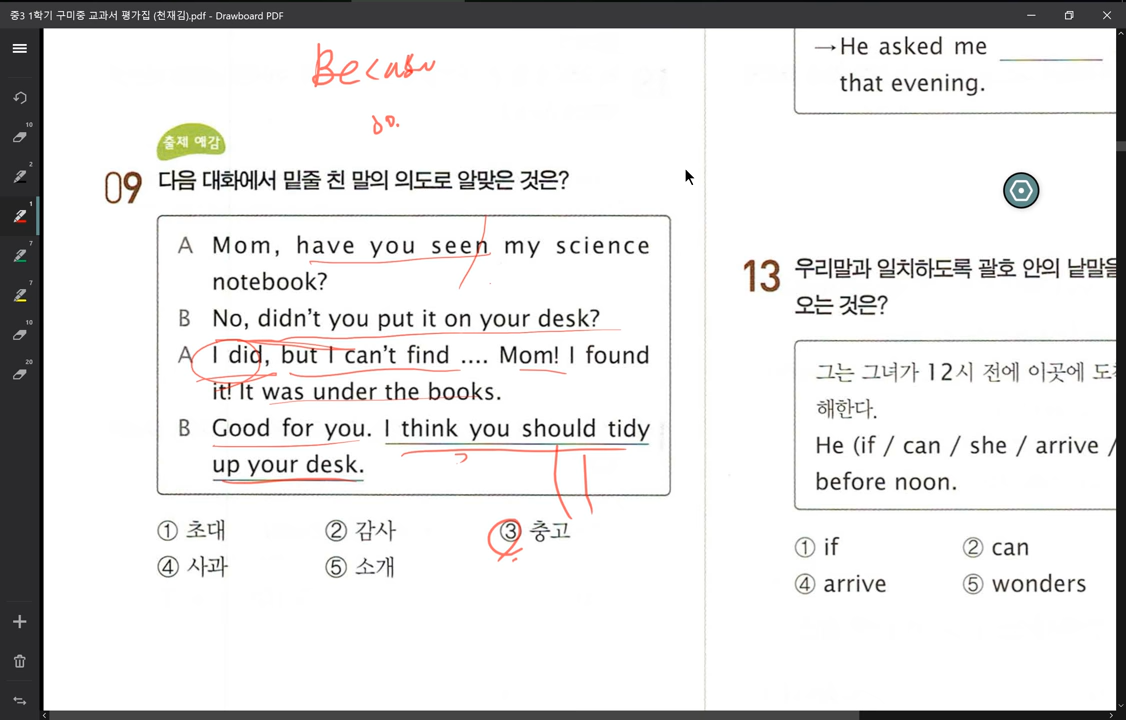 중3 1학기 구미중 교과서 평가집 (천재김).pdf - Drawboard PDF
10
2
1
7
7
10
20
출제 예감
09 다음 대화에서 밑줄 친 말의 의도로 알맞은 것은?
A Mom, have you seen my science
notebook?
B No, didn't you put it on your desk?
A I did, but I can't find .... Mom! I found
it! It was under the books.
B Good for you. I think you should tidy
up your desk.
① 초대 ② 감사 ③ 충고
④ 사과 ⑤ 소개
→He asked me
that evening.
13 우리말과 일치하도록 괄호 안의 낱말을
오는 것은?
그는 그녀가 12시 전에 이곳에
해한다.
He (if / can / she / arrive /
before noon.
① if ② can
④ arrive ⑤ wonders